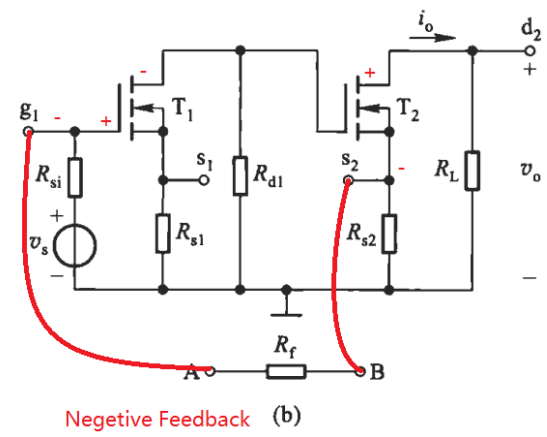 i_o d_2
- +
g_1 - + T_1 T_2 +
s_1 s_2 -
R_si R_d1 R_L v_o
+
v_s R_s1 R_s2
- -
R_f
A B
Negetive Feedback (b)